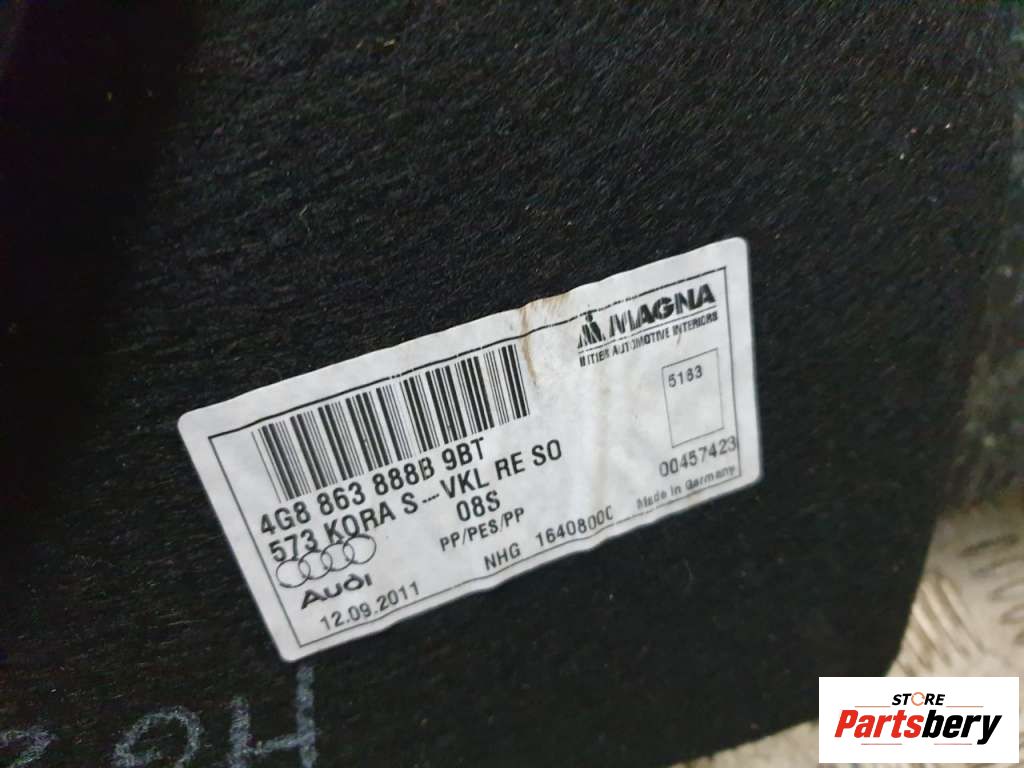 MAGNA
INTIER AUTOMOTIVE INTERIORS
5163
4G8 863 888B 9BT
573 KORA S---VKL RE SO
08S
PP/PES/PP
00457423
Audi
12.09.2011
NHG 16408000
Made in Germany
STORE
Partsbery